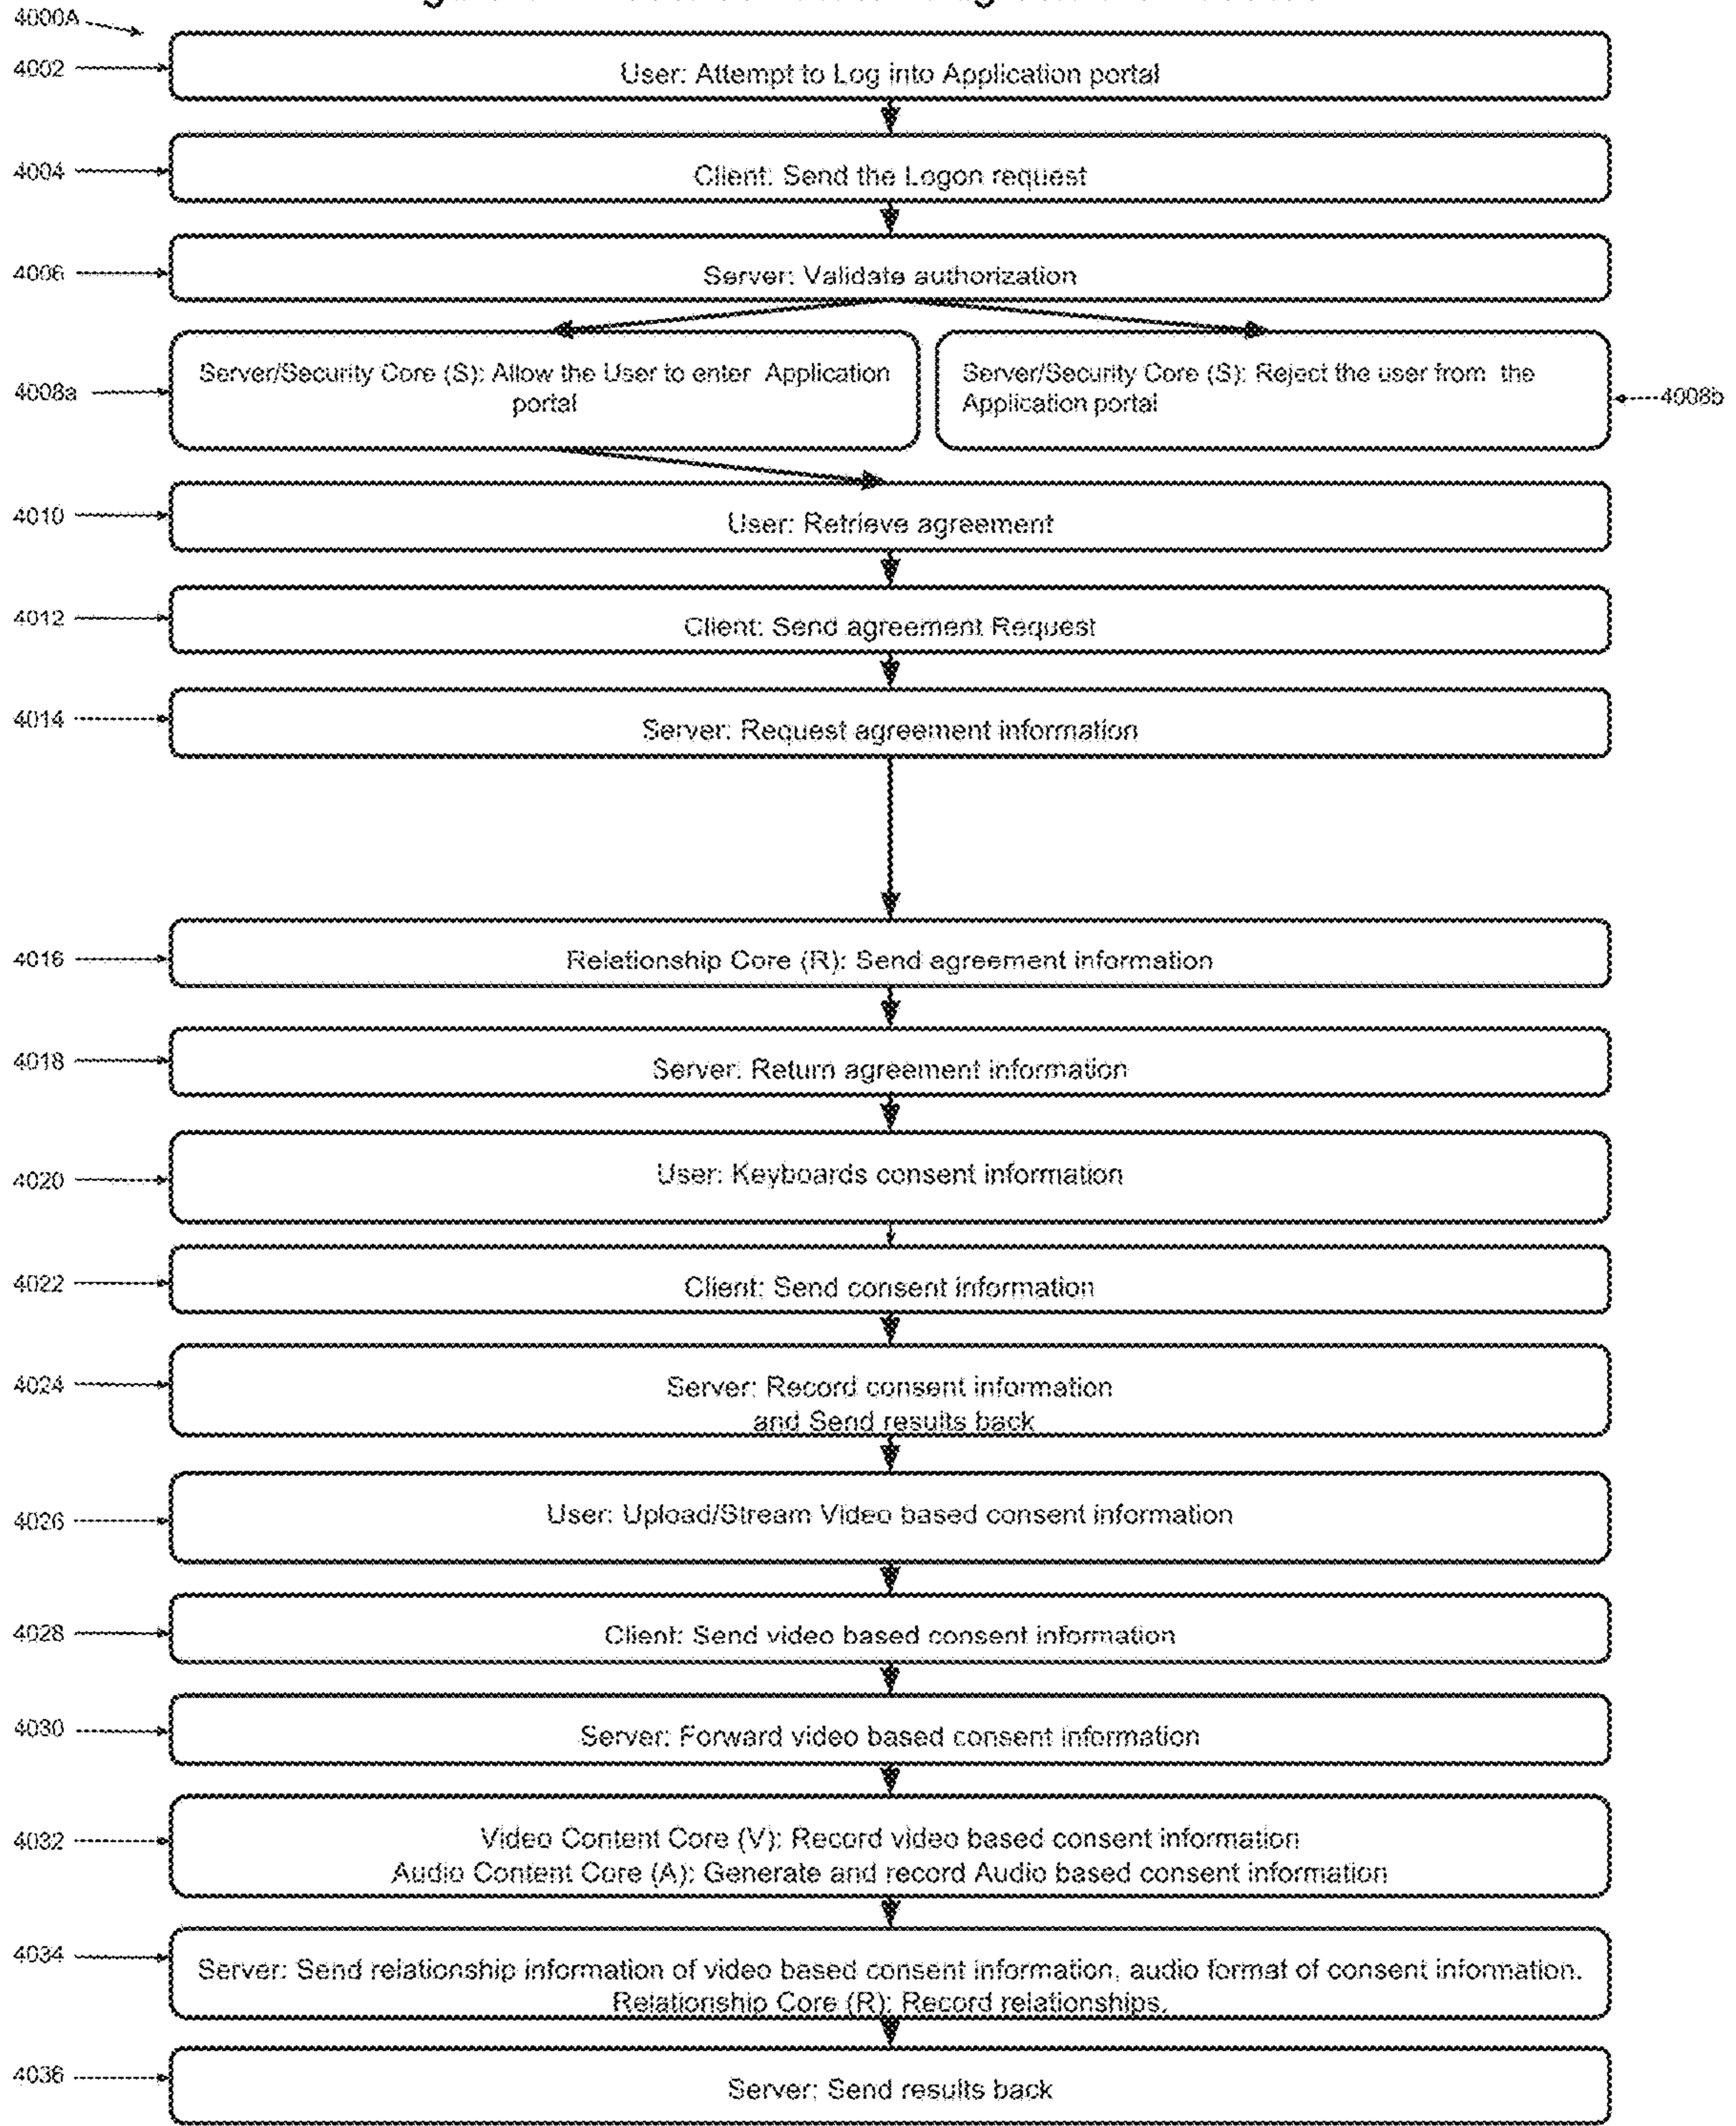 4000A
4002
User: Attempt to Log into Application portal
4004
Client: Send the Logon request
4006
Server: Validate authorization
4008a
Server/Security Core (S): Allow the User to enter Application
portal
Server/Security Core (S): Reject the user from the
Application portal
4008b
4010
User: Retrieve agreement
4012
Client: Send agreement Request
4014
Server: Request agreement information
4016
Relationship Core (R): Send agreement information
4018
Server: Return agreement information
4020
User: Keyboards consent information
4022
Client: Send consent information
4024
Server: Record consent information
and Send results back
4026
User: Upload/Stream Video based consent information
4028
Client: Send video based consent information
4030
Server: Forward video based consent information
4032
Video Content Core (V): Record video based consent information
Audio Content Core (A): Generate and record Audio based consent information
4034
Server: Send relationship information of video based consent information, audio format of consent information.
Relationship Core (R): Record relationships.
4036
Server: Send results back